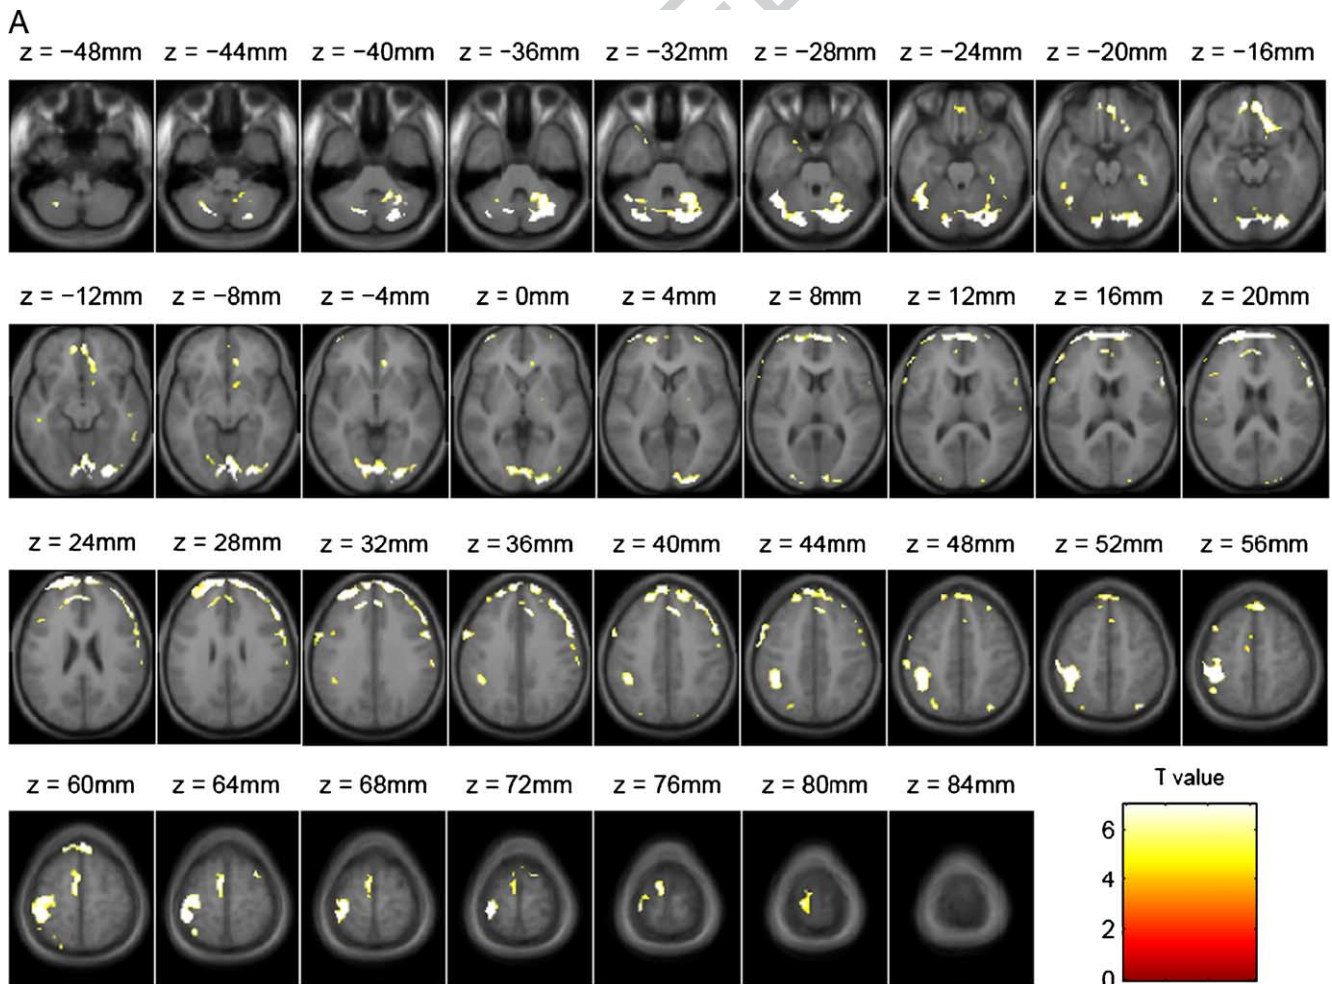 A
z = −48mm z = −44mm z = −40mm z = −36mm z = −32mm z = −28mm z = −24mm z = −20mm z = −16mm
z = −12mm z = −8mm z = −4mm z = 0mm z = 4mm z = 8mm z = 12mm z = 16mm z = 20mm
z = 24mm z = 28mm z = 32mm z = 36mm z = 40mm z = 44mm z = 48mm z = 52mm z = 56mm
z = 60mm z = 64mm z = 68mm z = 72mm z = 76mm z = 80mm z = 84mm T value
6
4
2
0